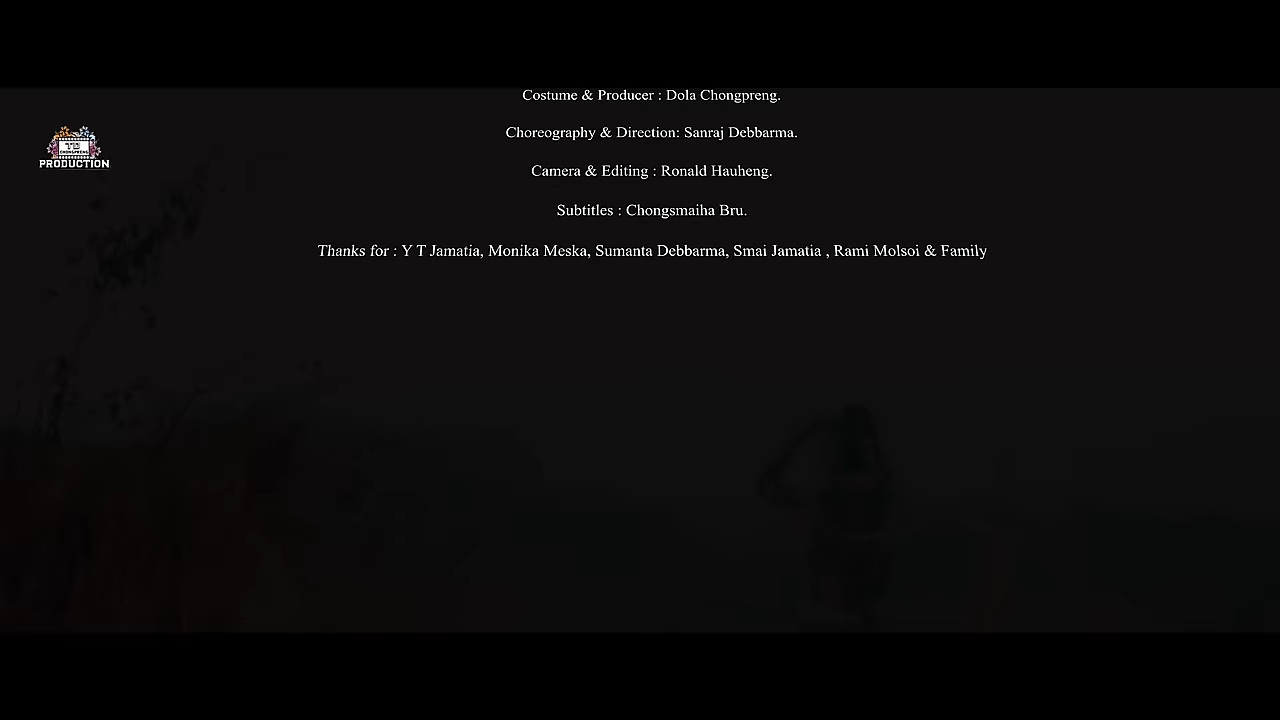 Costume & Producer : Dola Chongpreng.
Choreography & Direction: Sanraj Debbarma.
Camera & Editing : Ronald Hauheng.
Subtitles : Chongsmaiha Bru.
Thanks for : Y T Jamatia, Monika Meska, Sumanta Debbarma, Smai Jamatia , Rami Molsoi & Family
CHONGPRENG
PRODUCTION